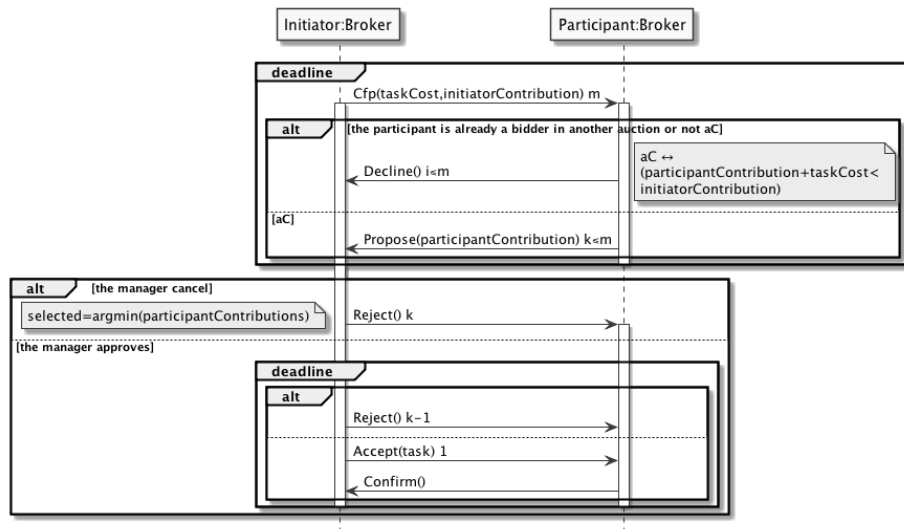 Initiator:Broker
Participant:Broker
deadline
Cfp(taskCost,initiatorContribution) m
alt
[the participant is already a bidder in another auction or not aC]
aC ↔
(participantContribution+taskCost<
initiatorContribution)
Decline() i≤m
[aC]
Propose(participantContribution) k≤m
alt
[the manager cancel]
selected=argmin(participantContributions)
Reject() k
[the manager approves]
deadline
alt
Reject() k-1
Accept(task) 1
Confirm()